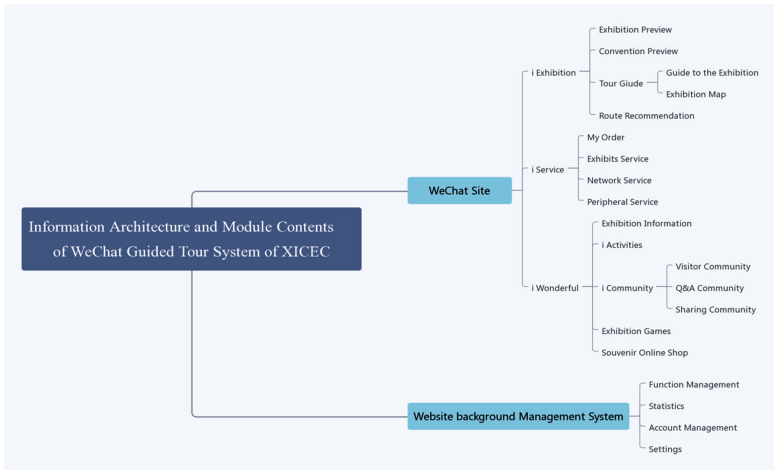 Information Architecture and Module Contents
of WeChat Guided Tour System of XICEC
WeChat Site
i Exhibition
Exhibition Preview
Convention Preview
Tour Giude
Guide to the Exhibition
Exhibition Map
Route Recommendation
i Service
My Order
Exhibits Service
Network Service
Peripheral Service
i Wonderful
Exhibition Information
i Activities
i Community
Visitor Community
Q&A Community
Sharing Community
Exhibition Games
Souvenir Online Shop
Website background Management System
Function Management
Statistics
Account Management
Settings